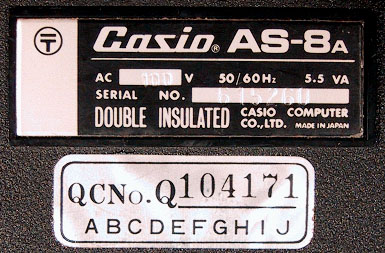 Casio® AS-8A
AC 100 V 50/60Hz 5.5 VA
SERIAL NO. 615260
DOUBLE INSULATED CASIO COMPUTER
CO.,LTD. MADE IN JAPAN
QCNo.Q104171
ABCDEFGHIJ